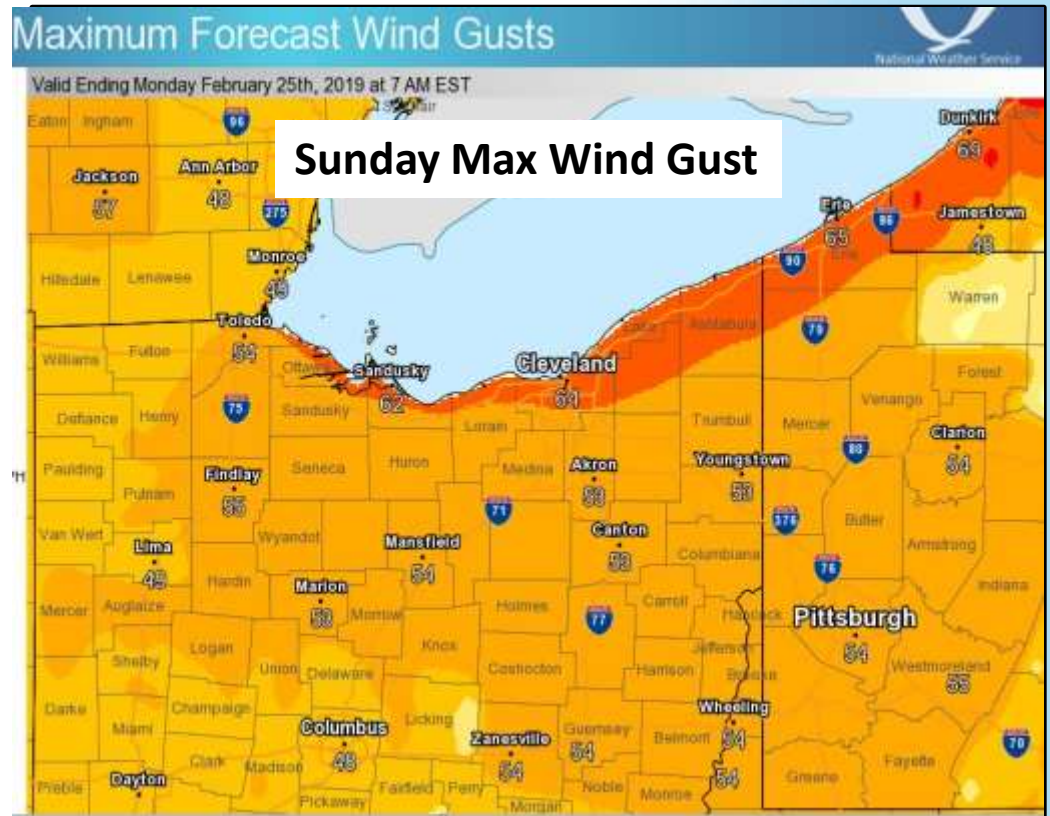 Maximum Forecast Wind Gusts
National Weather Service
Valid Ending Monday February 25th, 2019 at 7 AM EST
Sunday Max Wind Gust
Eaton Ingham
96
Dunkirk
69
Jackson
57
Ann Arbor
48
275
Erie
65
86
Jamestown
48
Monroe
49
90
Erie
Hillsdale Lenawee
Warren
Toledo
54
Lake Ashtabula
79
Williams Fulton
Ottawa
Sandusky
62
Cleveland
64
Forest
Defiance Henry
75
Sandusky
Lorain
Trumbull
Mercer
Venango
Clarion
54
80
Paulding
Findlay
55
Seneca
Huron
Medina
Akron
53
Youngstown
53
Putnam
71
376
Butler
Van Wert
Lima
Wyandot
Mansfield
54
Canton
53
Columbiana
Armstrong
76
Hardin
Marion
53
Indiana
Mercer Auglaize
Morrow
Holmes
77
Carroll
Hancock
Pittsburgh
54
Shelby
Logan
Knox
Jefferson
Union Delaware
Coshocton
Harrison
Brooke
Westmoreland
55
Darke
Champaign
Licking
Wheeling
54
Miami
Columbus
48
Zanesville
54
Guernsey
54
Belmont
70
Clark
Madison
Fayette
Preble
Dayton
Fairfield Perry
Noble
Monroe
54
Greene
Pickaway
Morgan